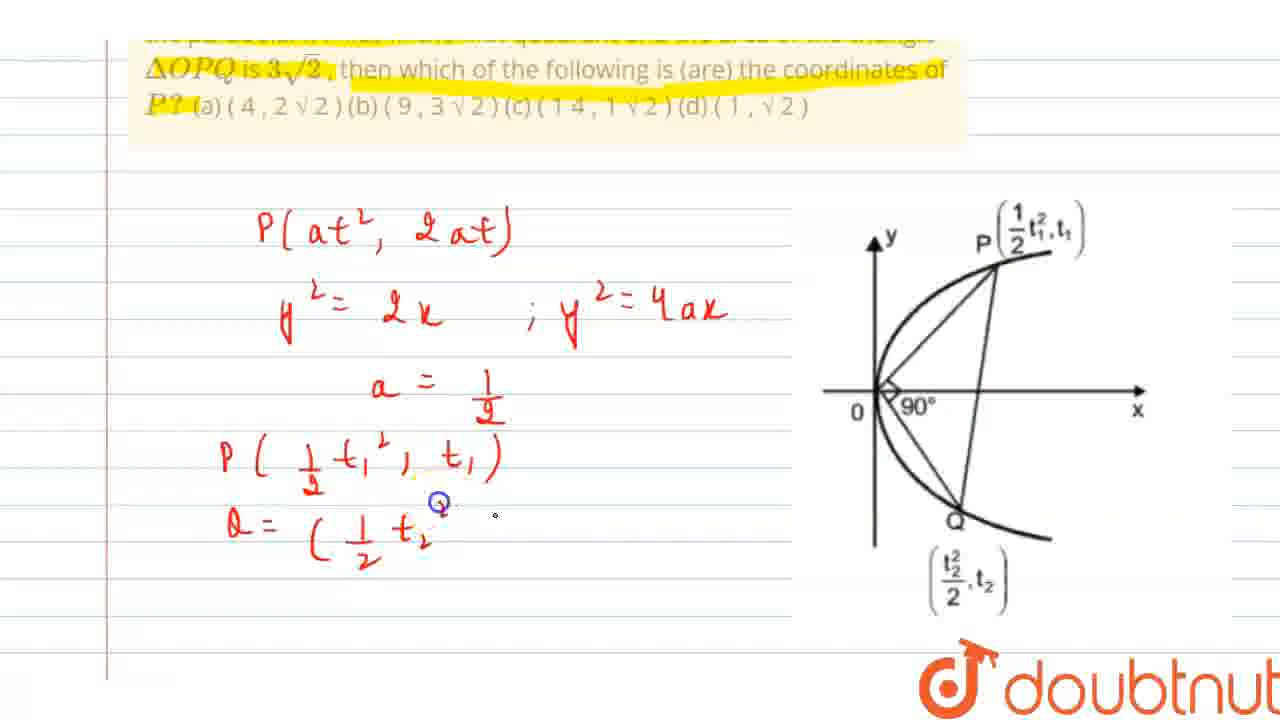 ΔOPQ is 3√2, then which of the following is (are) the coordinates of
P? (a) ( 4 , 2 √ 2 ) (b) ( 9 , 3 √ 2 ) (c) ( 1 4 , 1 √ 2 ) (d) ( 1 , √ 2 )
P( at², 2at)
y² = 2x ; y² = 4ax
a = 1/2
P( 1/2 t₁², t₁)
Q = ( 1/2 t₂²
y
P (1/2 t₁², t₁)
0
90°
x
Q
(t₂²/2, t₂)
doubtnut